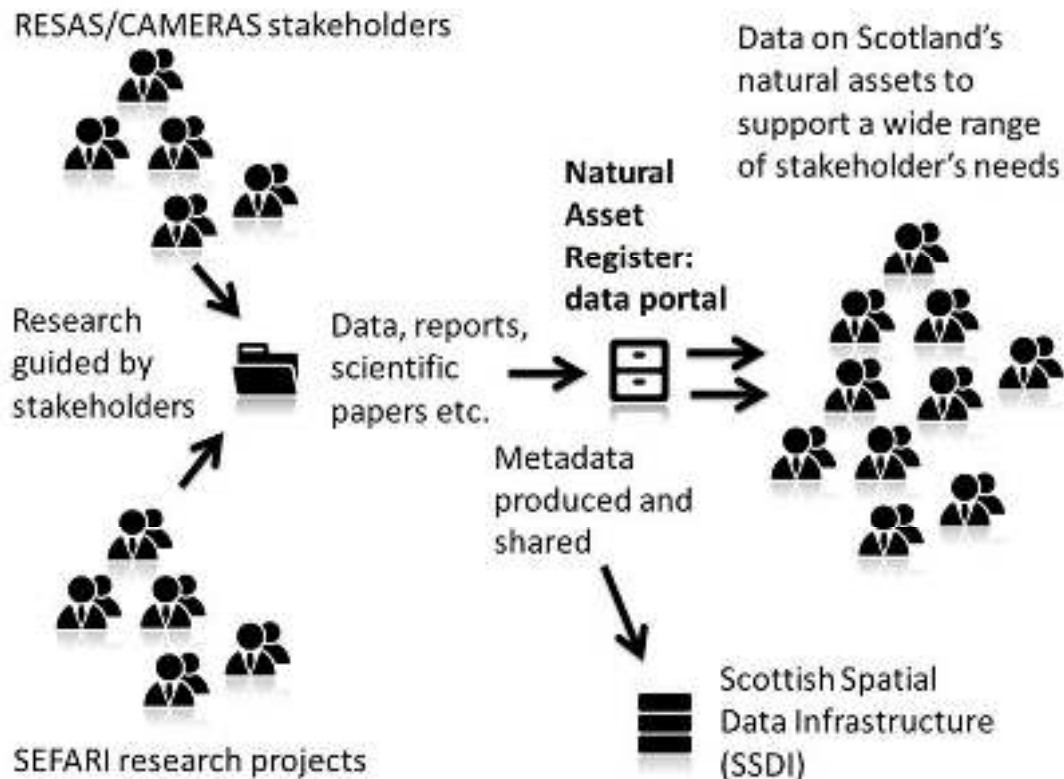 RESAS/CAMERAS stakeholders
Data on Scotland's
natural assets to
support a wide range
of stakeholder's needs
Natural
Asset
Register:
data portal
Research
guided by
stakeholders
Data, reports,
scientific
papers etc.
Metadata
produced and
shared
Scottish Spatial
Data Infrastructure
(SSDI)
SEFARI research projects